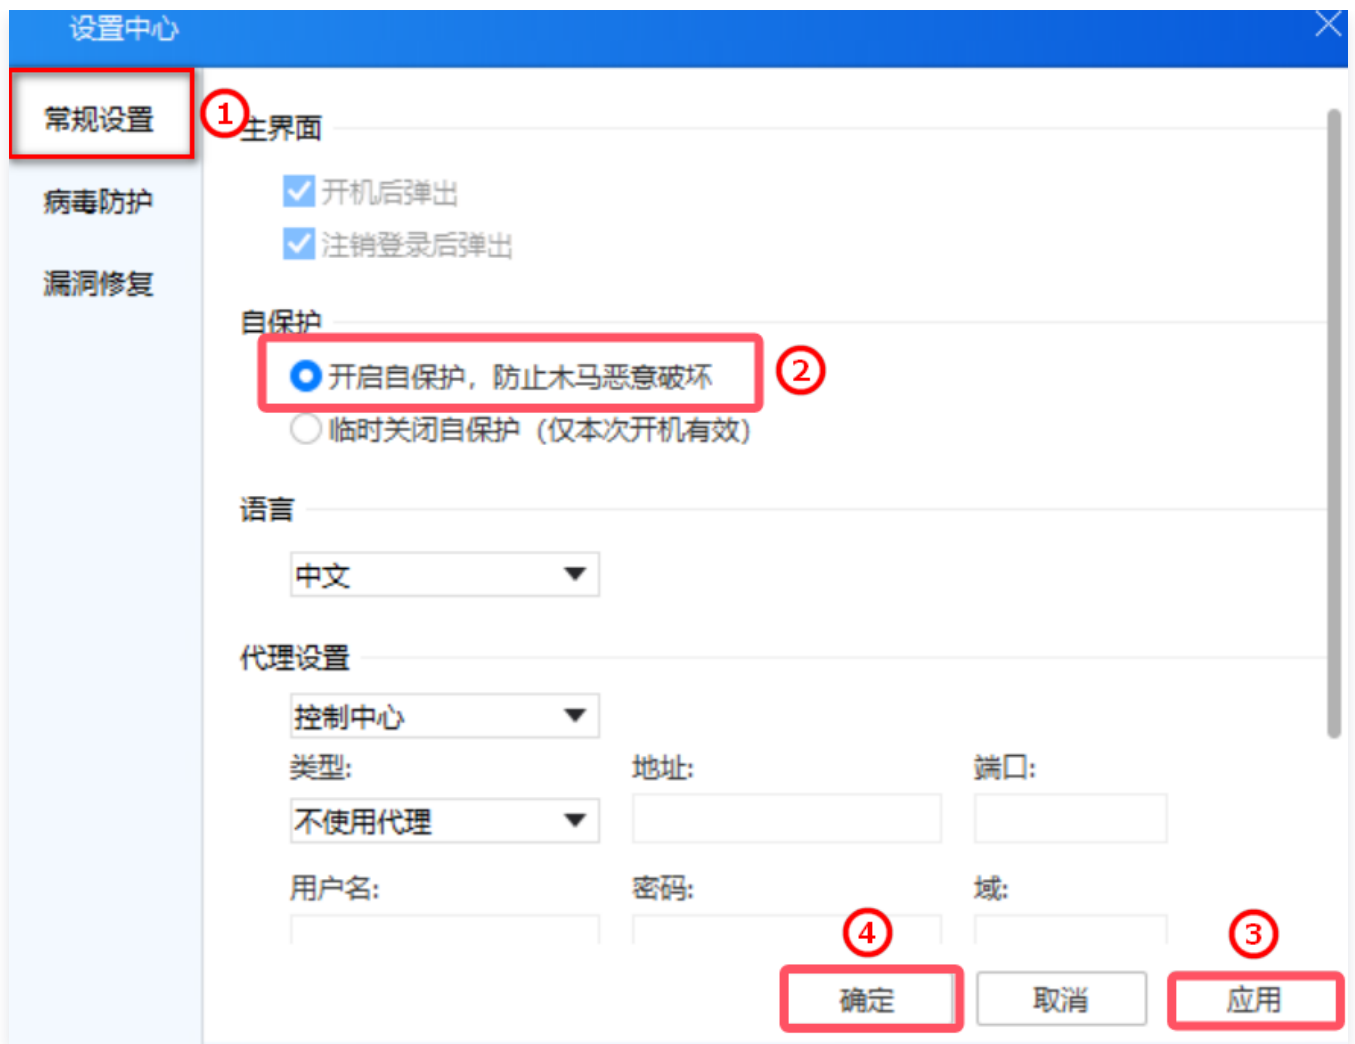 设置中心
常规设置
1
病毒防护
漏洞修复
主界面
开机后弹出
注销登录后弹出
自保护
开启自保护，防止木马恶意破坏
2
临时关闭自保护（仅本次开机有效）
语言
中文
代理设置
控制中心
类型: 地址: 端口:
不使用代理
用户名: 密码: 域:
4 3
确定 取消 应用